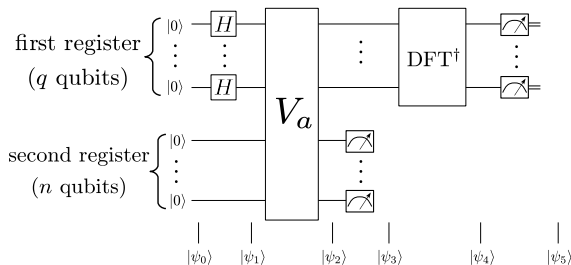 |0⟩ H
first register
(q qubits)
|0⟩ H
V_a
DFT†
|0⟩
second register
(n qubits)
|0⟩
|ψ₀⟩ |ψ₁⟩ |ψ₂⟩ |ψ₃⟩ |ψ₄⟩ |ψ₅⟩